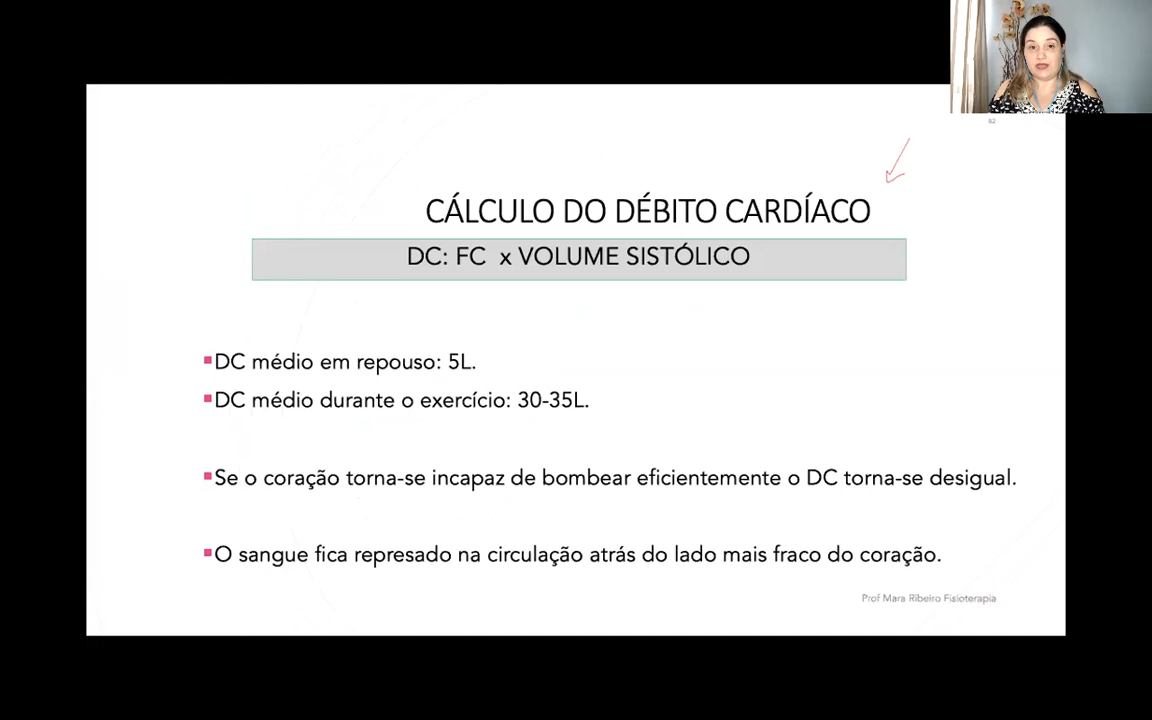 82
CÁLCULO DO DÉBITO CARDÍACO
DC: FC x VOLUME SISTÓLICO
DC médio em repouso: 5L.
DC médio durante o exercício: 30-35L.
Se o coração torna-se incapaz de bombear eficientemente o DC torna-se desigual.
O sangue fica represado na circulação atrás do lado mais fraco do coração.
Prof Mara Ribeiro Fisioterapia